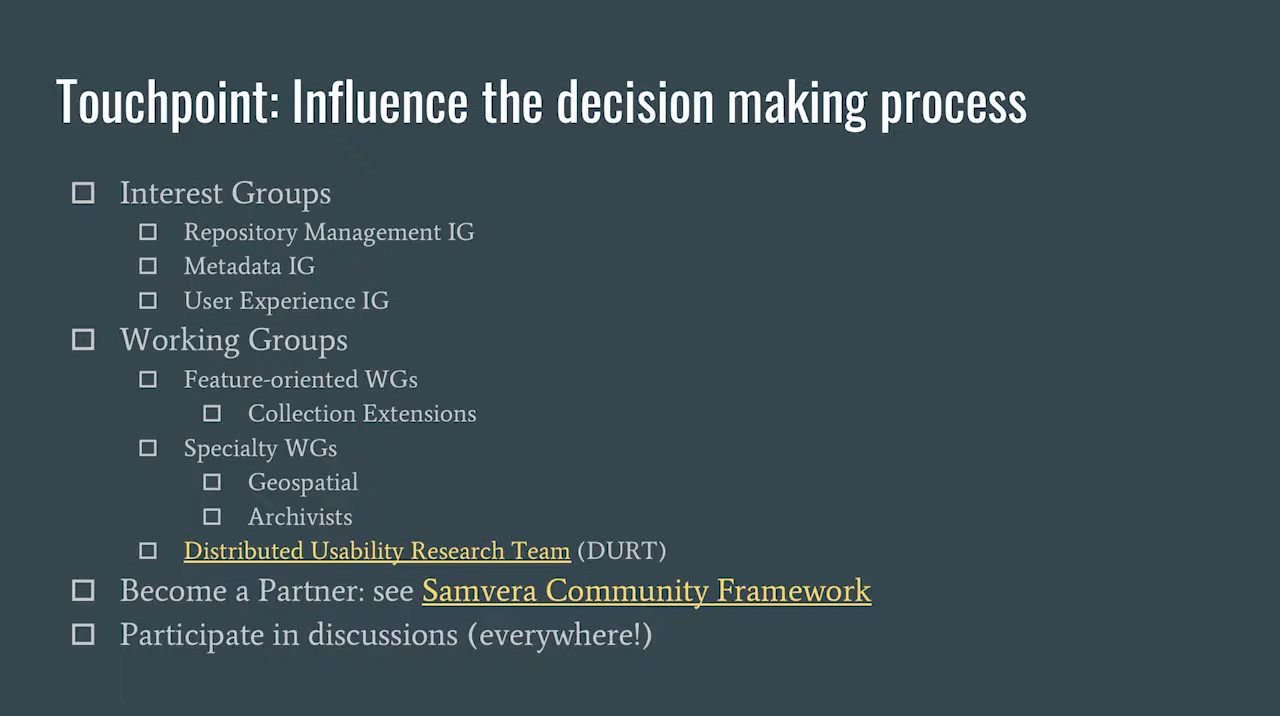 Touchpoint: Influence the decision making process
Interest Groups
Repository Management IG
Metadata IG
User Experience IG
Working Groups
Feature-oriented WGs
Collection Extensions
Specialty WGs
Geospatial
Archivists
Distributed Usability Research Team (DURT)
Become a Partner: see Samvera Community Framework
Participate in discussions (everywhere!)